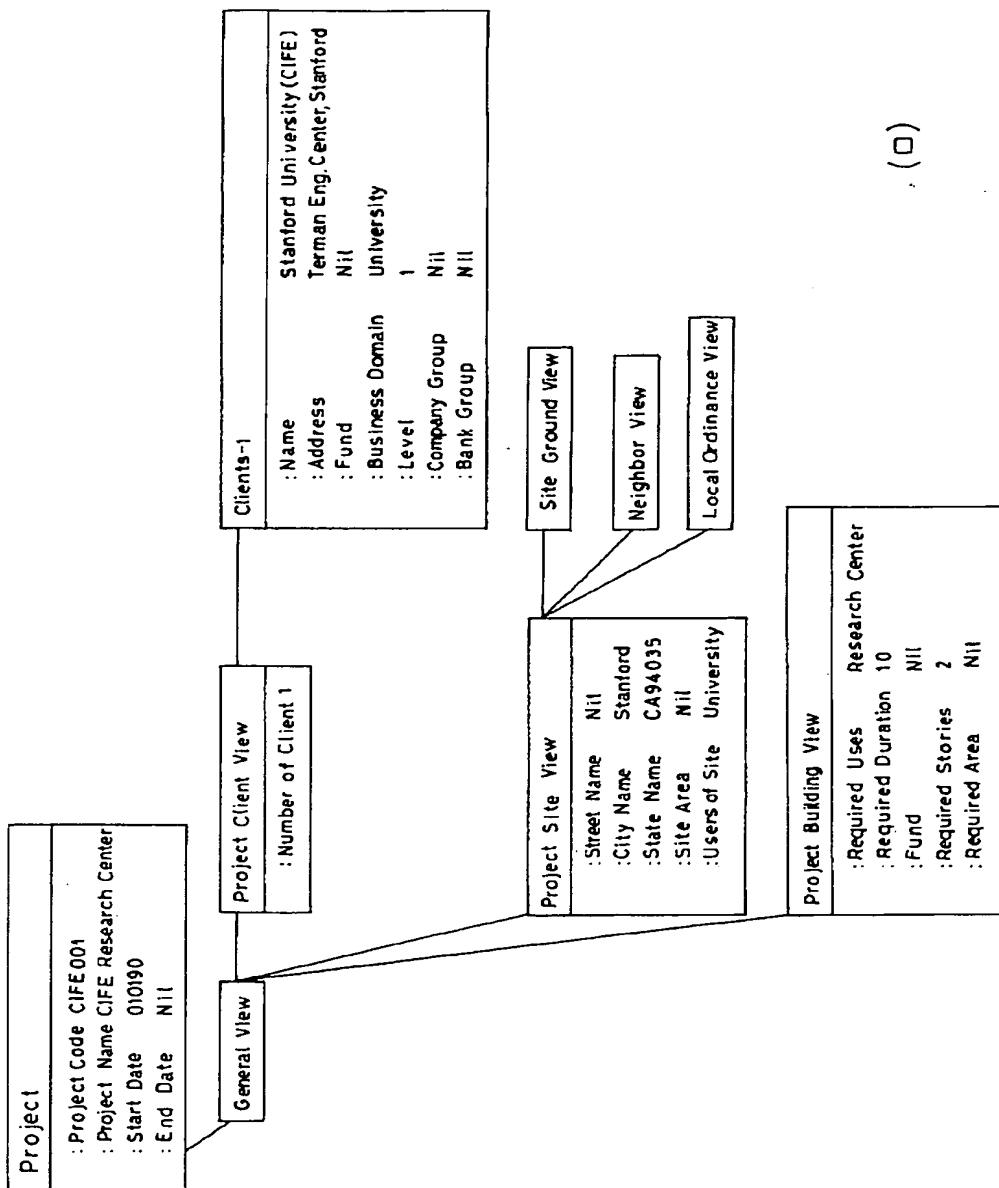 Project
: Project Code CIFE001
: Project Name CIFE Research Center
: Start Date 010190
: End Date Nil
General View
Project Client View
: Number of Client 1
Clients-1
: Name Stanford University (CIFE)
: Address Terman Eng. Center, Stanford
: Fund Nil
: Business Domain University
: Level 1
: Company Group Nil
: Bank Group Nil
Project Site View
: Street Name Nil
: City Name Stanford
: State Name CA94035
: Site Area Nil
: Users of Site University
Site Ground View
Neighbor View
Local Ordinance View
Project Building View
: Required Uses Research Center
: Required Duration 10
: Fund Nil
: Required Stories 2
: Required Area Nil